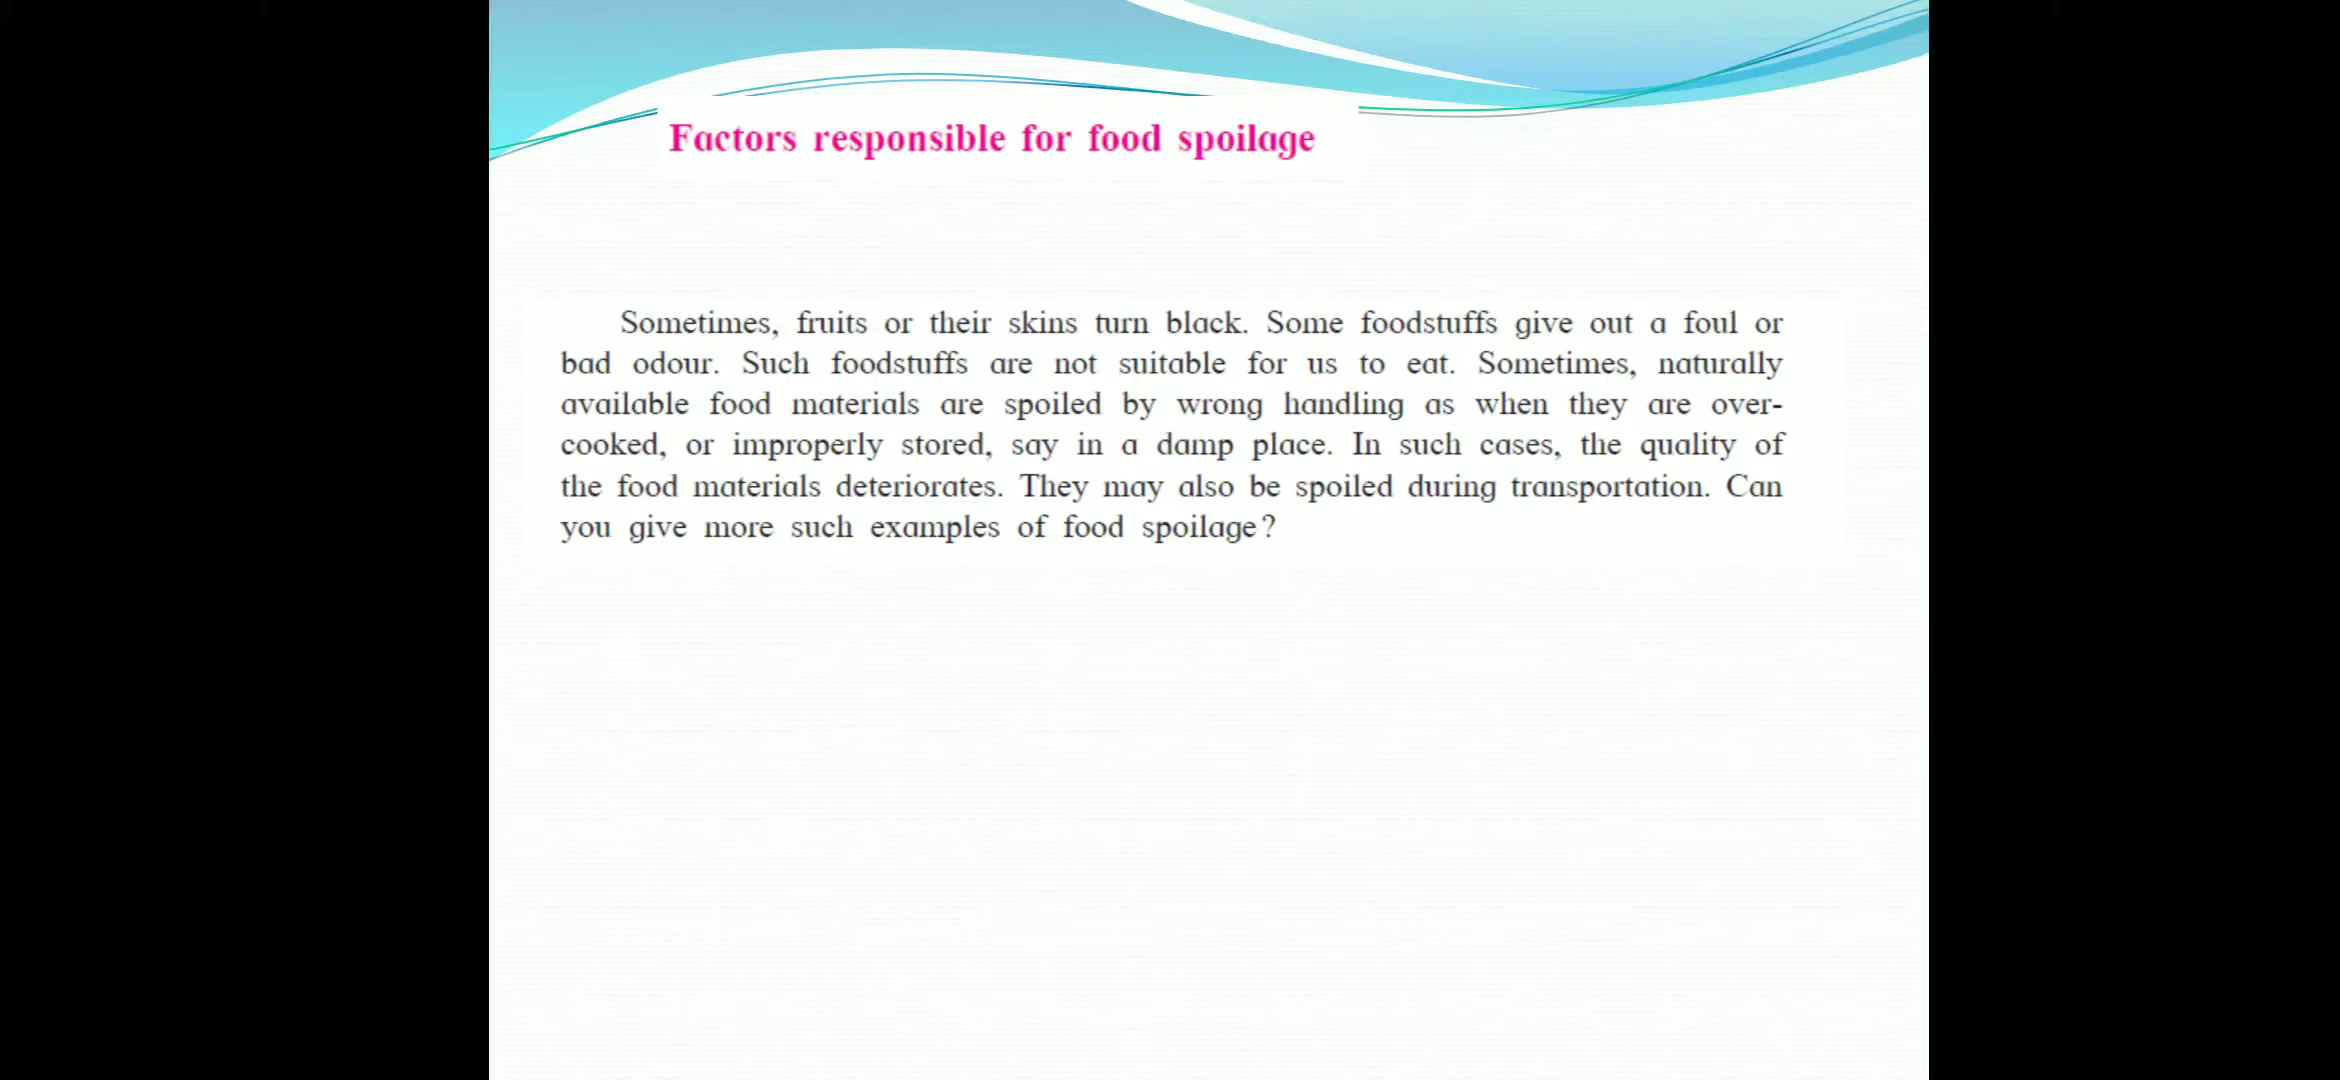 Factors responsible for food spoilage
Sometimes, fruits or their skins turn black. Some foodstuffs give out a foul or
bad odour. Such foodstuffs are not suitable for us to eat. Sometimes, naturally
available food materials are spoiled by wrong handling as when they are over-
cooked, or improperly stored, say in a damp place. In such cases, the quality of
the food materials deteriorates. They may also be spoiled during transportation. Can
you give more such examples of food spoilage?